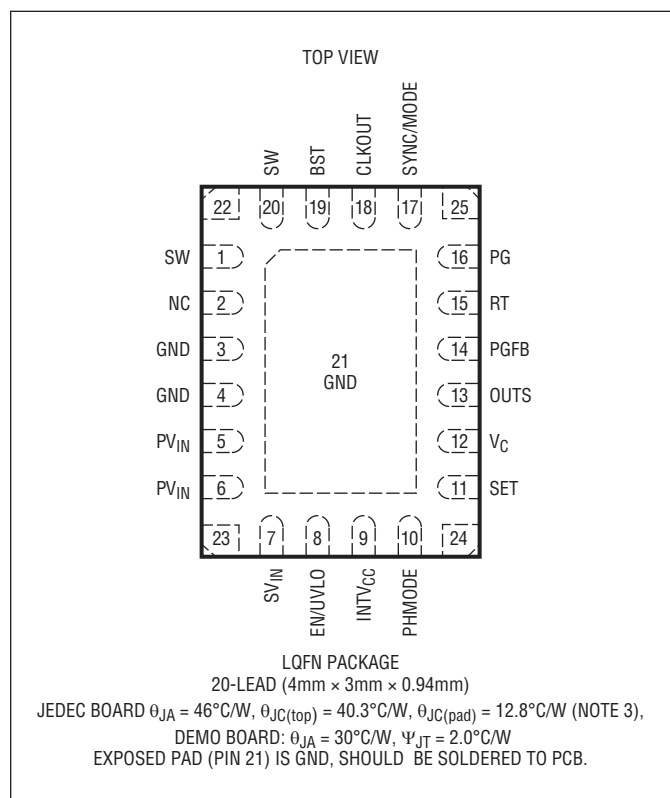 TOP VIEW
SW
BST
CLKOUT
SYNC/MODE
22 20 19 18 17 25
SW 1 16 PG
NC 2 15 RT
GND 3 14 PGFB
GND 4 13 OUTS
PVIN 5 12 VC
PVIN 6 11 SET
21
GND
23 7 8 9 10 24
SVIN
EN/UVLO
INTVCC
PHMODE
LQFN PACKAGE
20-LEAD (4mm × 3mm × 0.94mm)
JEDEC BOARD θJA = 46°C/W, θJC(top) = 40.3°C/W, θJC(pad) = 12.8°C/W (NOTE 3),
DEMO BOARD: θJA = 30°C/W, ΨJT = 2.0°C/W
EXPOSED PAD (PIN 21) IS GND, SHOULD BE SOLDERED TO PCB.